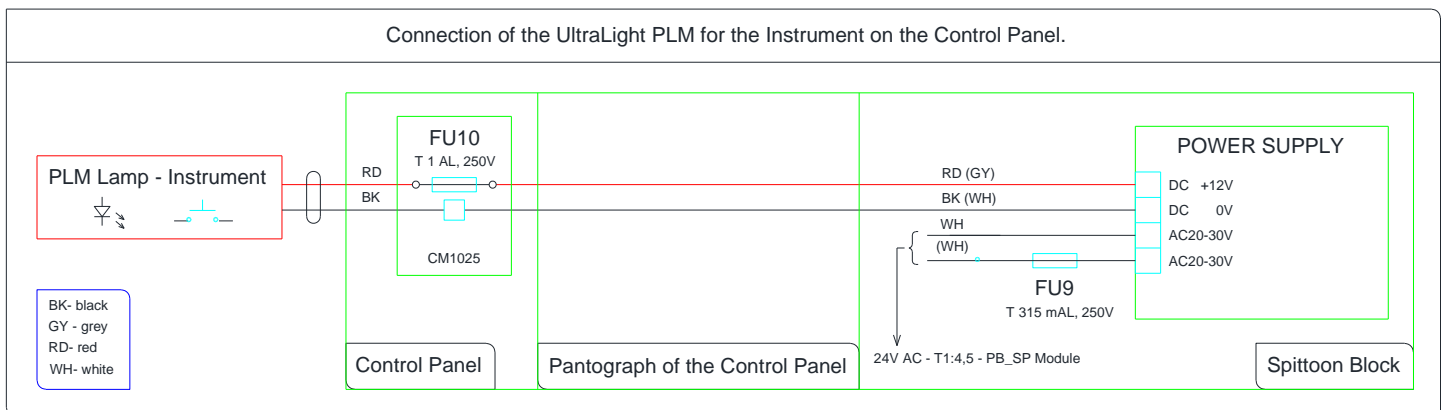 Connection of the UltraLight PLM for the Instrument on the Control Panel.
FU10
T 1 AL, 250V
POWER SUPPLY
PLM Lamp - Instrument
RD
RD (GY)
DC +12V
BK
BK (WH)
DC 0V
WH
AC20-30V
(WH)
AC20-30V
CM1025
FU9
T 315 mAL, 250V
BK- black
GY - grey
RD- red
WH- white
24V AC - T1:4,5 - PB_SP Module
Control Panel
Pantograph of the Control Panel
Spittoon Block